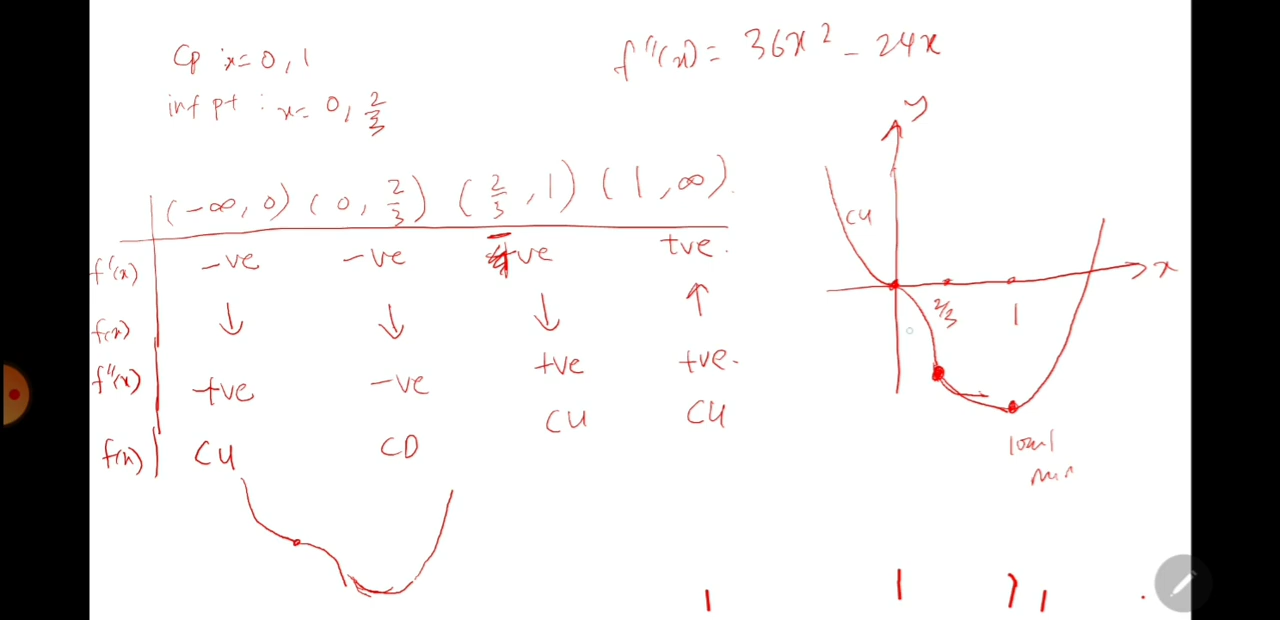 Cp x=0,1
f''(x) = 36x² - 24x
inf pt : x= 0, 2/3
(-∞, 0) (0, 2/3) (2/3, 1) (1, ∞).
f'(x) -ve -ve -ve +ve.
f(x) ↓ ↓ ↓ ↑
f''(x) +ve -ve +ve +ve.
f(x) CU CD CU CU
y
CU
x
2/3 1
local
min